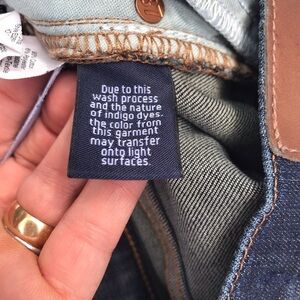 Due to this
wash process
and the nature
of indigo dyes,
the color from
this garment
may transfer
onto light
surfaces.